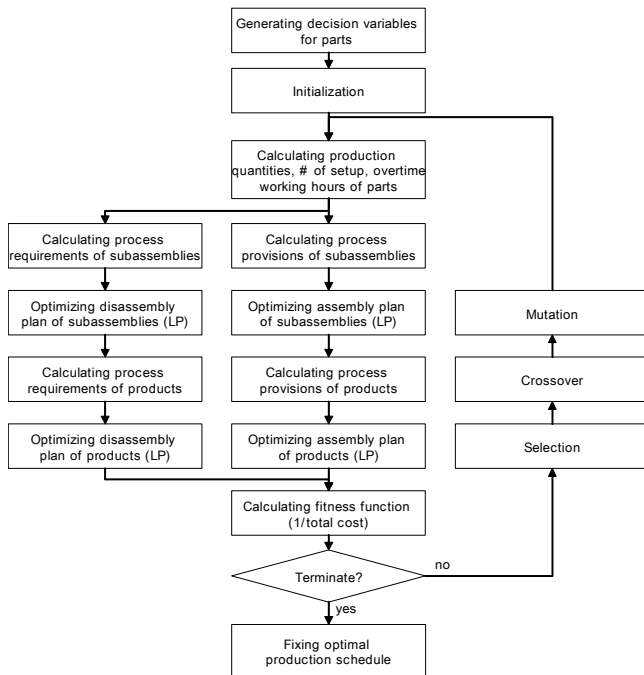 Generating decision variables
for parts
Initialization
Calculating production
quantities, # of setup, overtime
working hours of parts
Calculating process
requirements of subassemblies
Calculating process
provisions of subassemblies
Optimizing disassembly
plan of subassemblies (LP)
Optimizing assembly plan
of subassemblies (LP)
Mutation
Calculating process
requirements of products
Calculating process
provisions of products
Crossover
Optimizing disassembly
plan of products (LP)
Optimizing assembly plan
of products (LP)
Selection
Calculating fitness function
(1/total cost)
Terminate?
no
yes
Fixing optimal
production schedule